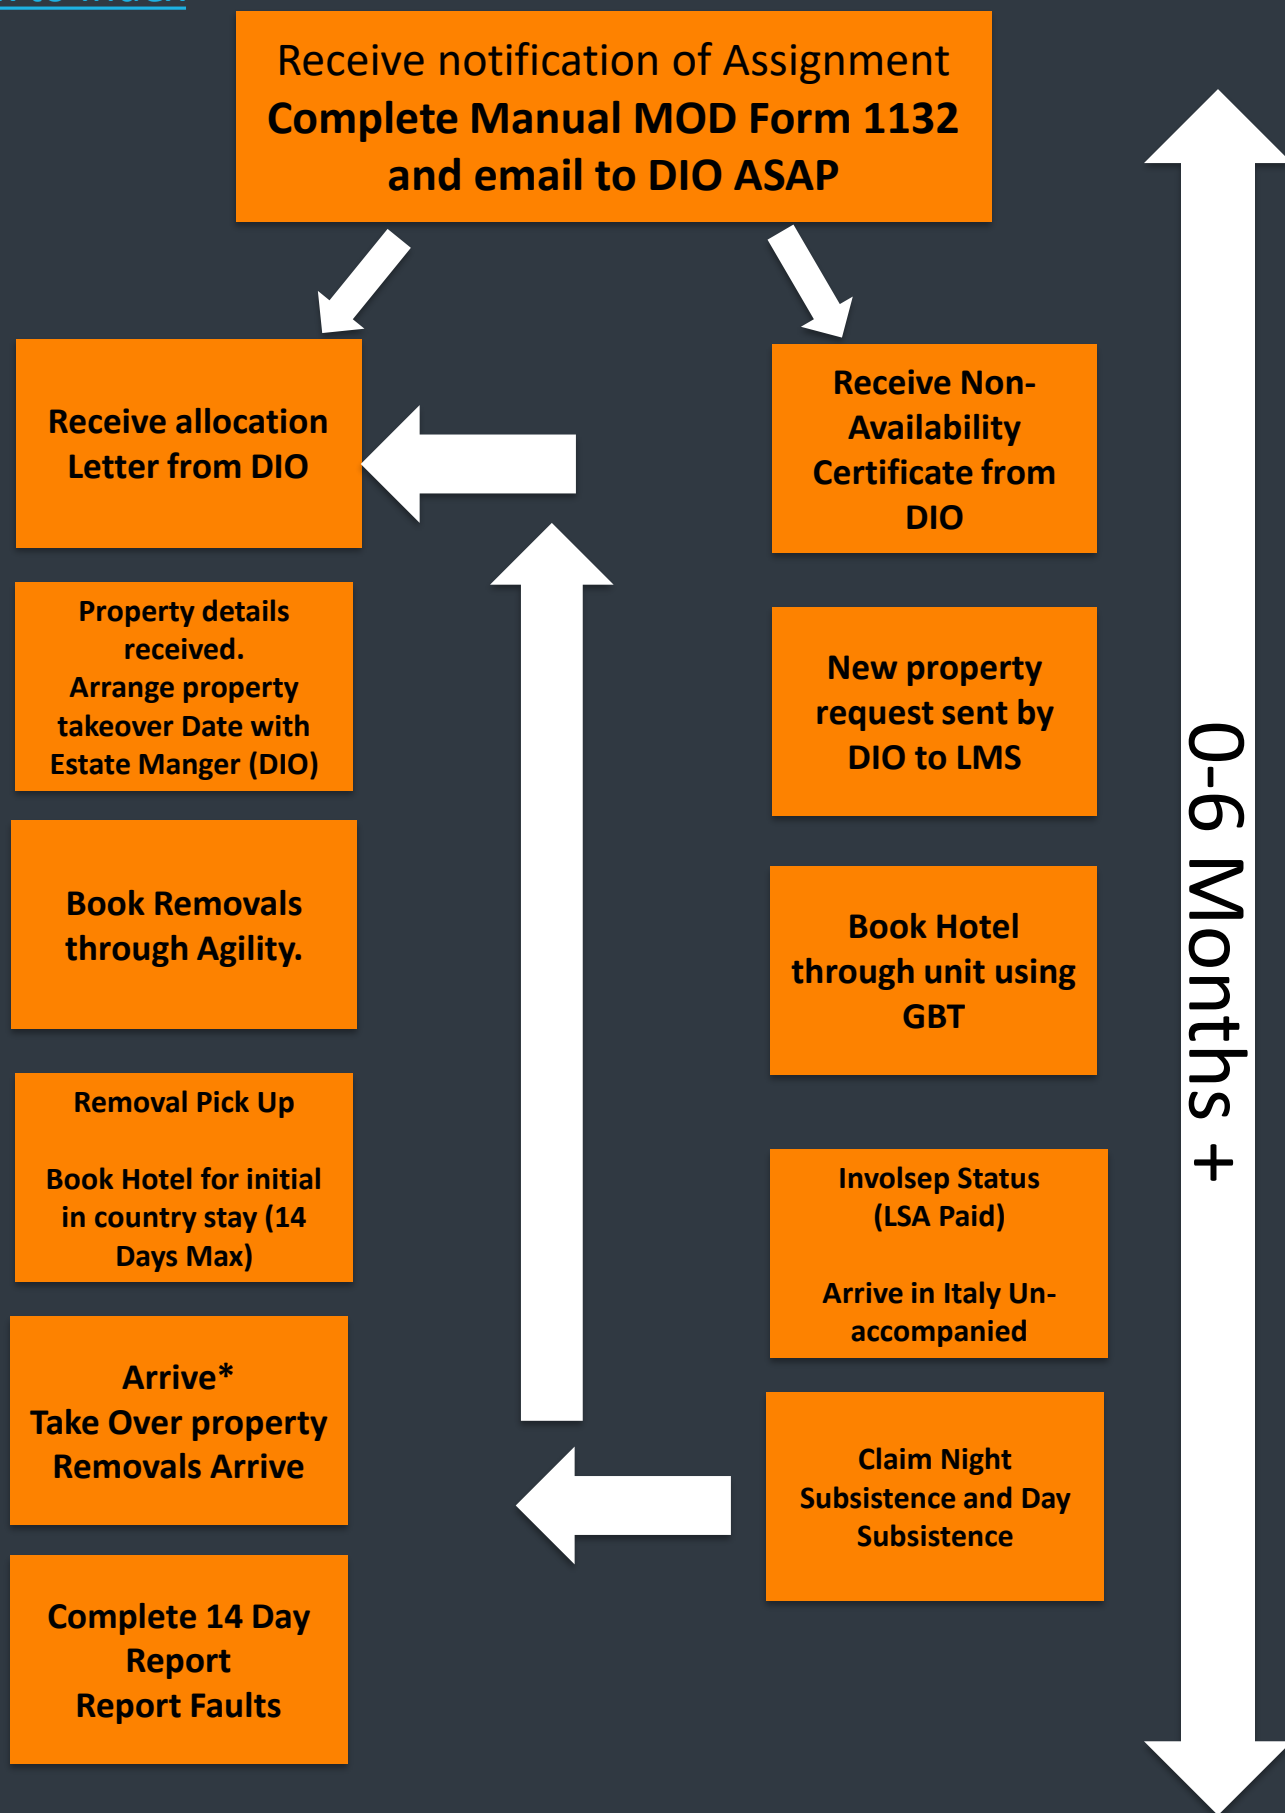 to
Receive notification of Assignment
Complete Manual MOD Form 1132
and email to DIO ASAP
Receive allocation
Letter from DIO
Property details
received.
Arrange property
takeover Date with
Estate Manger (DIO)
Book Removals
through Agility.
Removal Pick Up
Book Hotel for initial
in country stay (14
Days Max)
Arrive*
Take Over property
Removals Arrive
Complete 14 Day
Report
Report Faults
Receive Non-
Availability
Certificate from
DIO
New property
request sent by
DIO to LMS
Book Hotel
through unit using
GBT
Involsep Status
(LSA Paid)
Arrive in Italy Un-
accompanied
Claim Night
Subsistence and Day
Subsistence
0-6 Months +